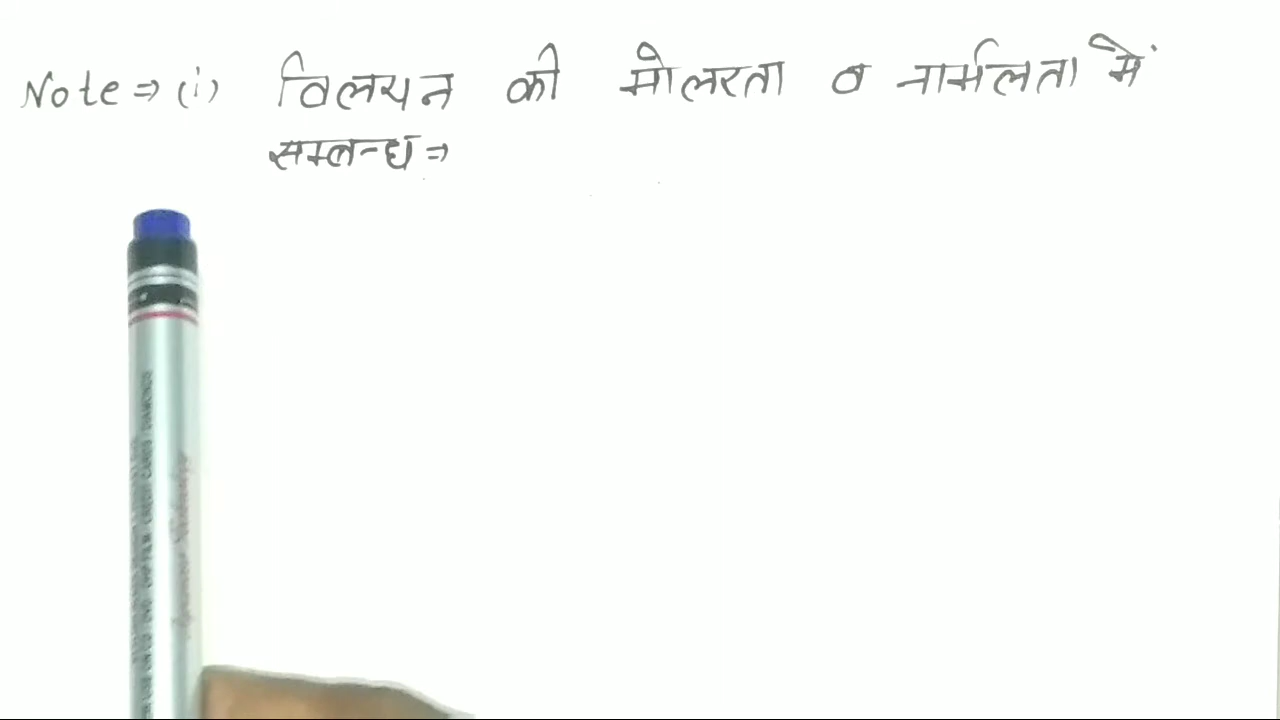 Note ⇒ (i) विलयन की मोलरता व नार्मलता में
सम्बन्ध ⇒